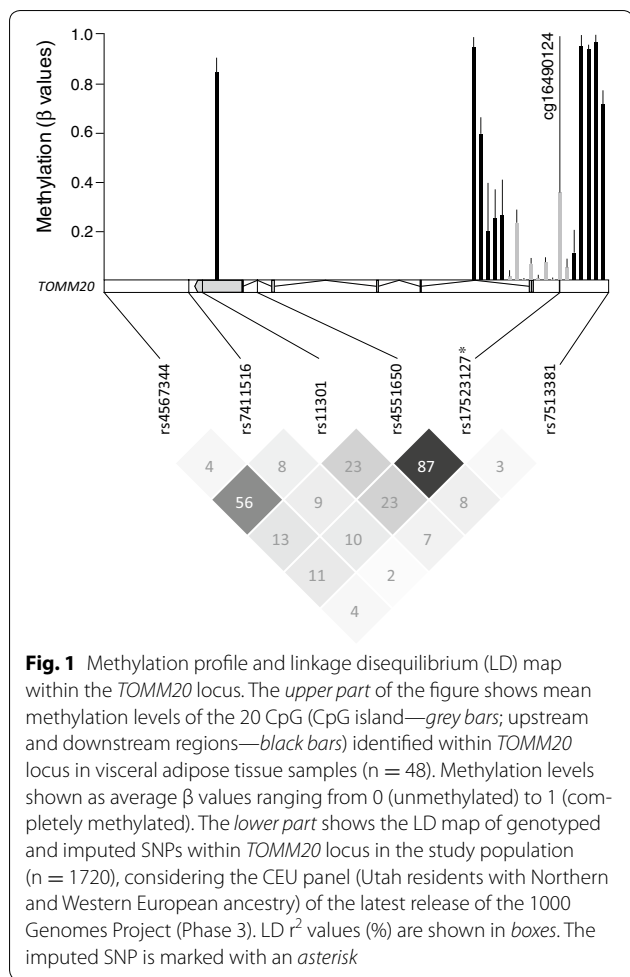 1.0
0.8
0.6
0.4
0.2
Methylation (β values)
cg16490124
TOMM20
rs4567344
rs7411516
rs11301
rs4551650
rs17523127*
rs7513381
4 8 23 87 3
56 9 23 8
13 10 7
11 2
4
Fig. 1 Methylation profile and linkage disequilibrium (LD) map
within the TOMM20 locus. The upper part of the figure shows mean
methylation levels of the 20 CpG (CpG island—grey bars; upstream
and downstream regions—black bars) identified within TOMM20
locus in visceral adipose tissue samples (n = 48). Methylation levels
shown as average β values ranging from 0 (unmethylated) to 1 (com-
pletely methylated). The lower part shows the LD map of genotyped
and imputed SNPs within TOMM20 locus in the study population
(n = 1720), considering the CEU panel (Utah residents with Northern
and Western European ancestry) of the latest release of the 1000
Genomes Project (Phase 3). LD r² values (%) are shown in boxes. The
imputed SNP is marked with an asterisk